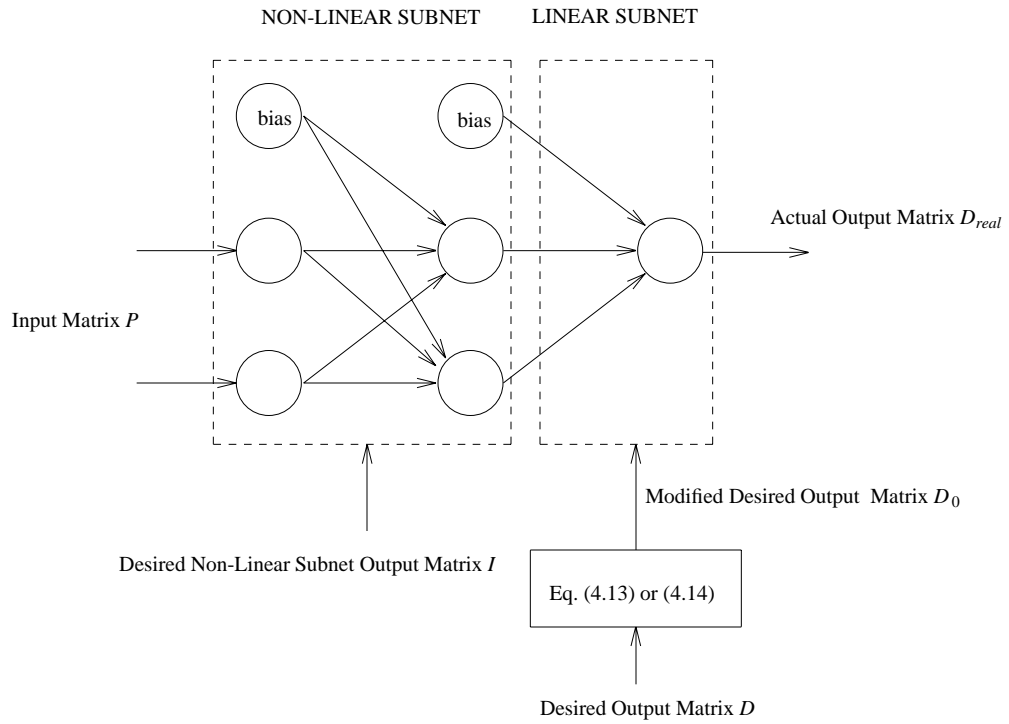 NON-LINEAR SUBNET
LINEAR SUBNET
bias
bias
Actual Output Matrix D_real
Input Matrix P
Modified Desired Output Matrix D_0
Desired Non-Linear Subnet Output Matrix I
Eq. (4.13) or (4.14)
Desired Output Matrix D